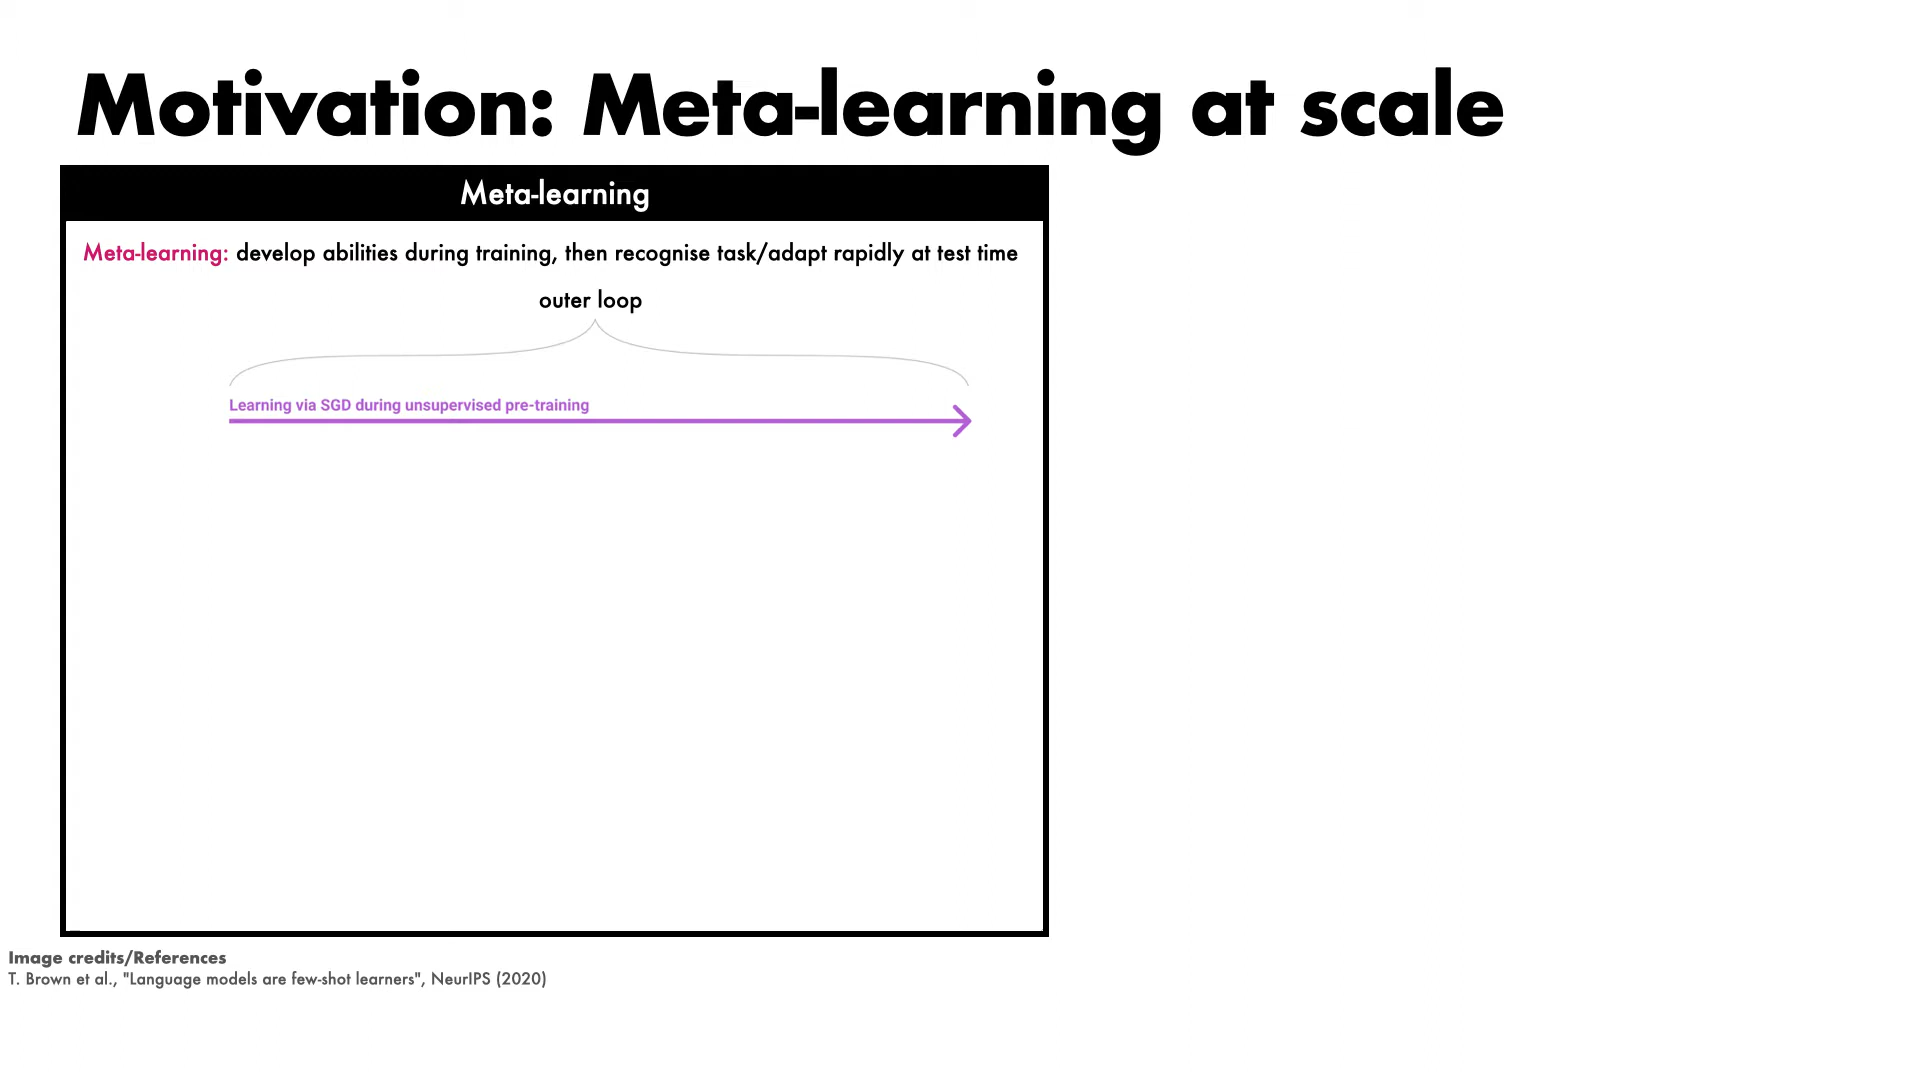 Motivation: Meta-learning at scale
Meta-learning
Meta-learning: develop abilities during training, then recognise task/adapt rapidly at test time
outer loop
Learning via SGD during unsupervised pre-training
Image credits/References
T. Brown et al., "Language models are few-shot learners", NeurIPS (2020)